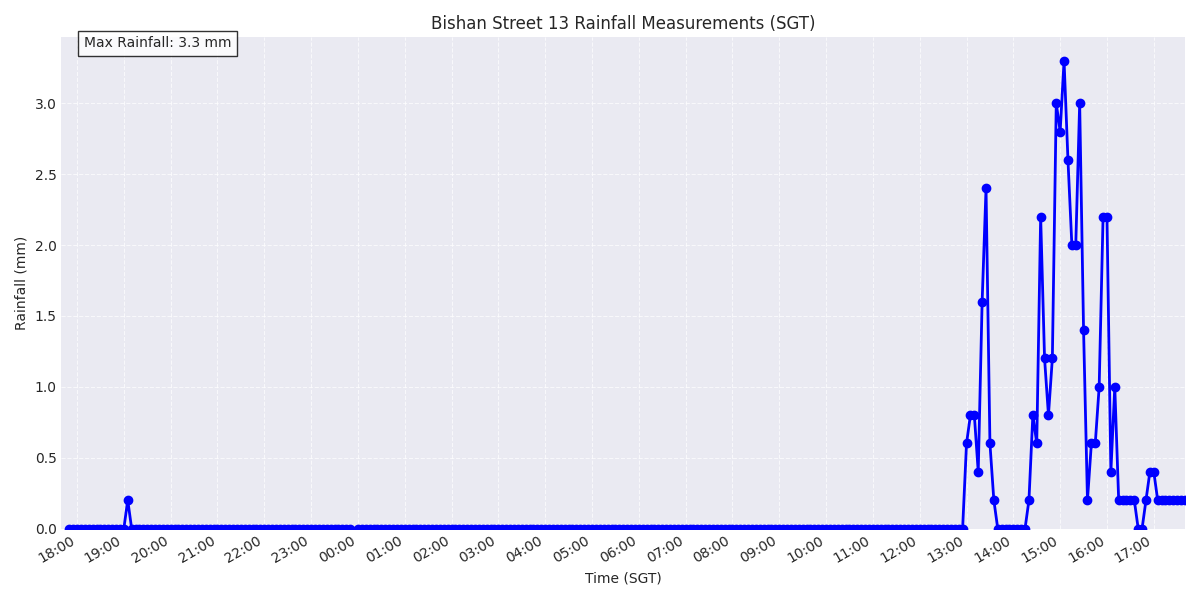 Bishan Street 13 Rainfall Measurements (SGT)
Max Rainfall: 3.3 mm
Rainfall (mm)
3.0
2.5
2.0
1.5
1.0
0.5
0.0
18:00 19:00 20:00 21:00 22:00 23:00 00:00 01:00 02:00 03:00 04:00 05:00 06:00 07:00 08:00 09:00 10:00 11:00 12:00 13:00 14:00 15:00 16:00 17:00
Time (SGT)